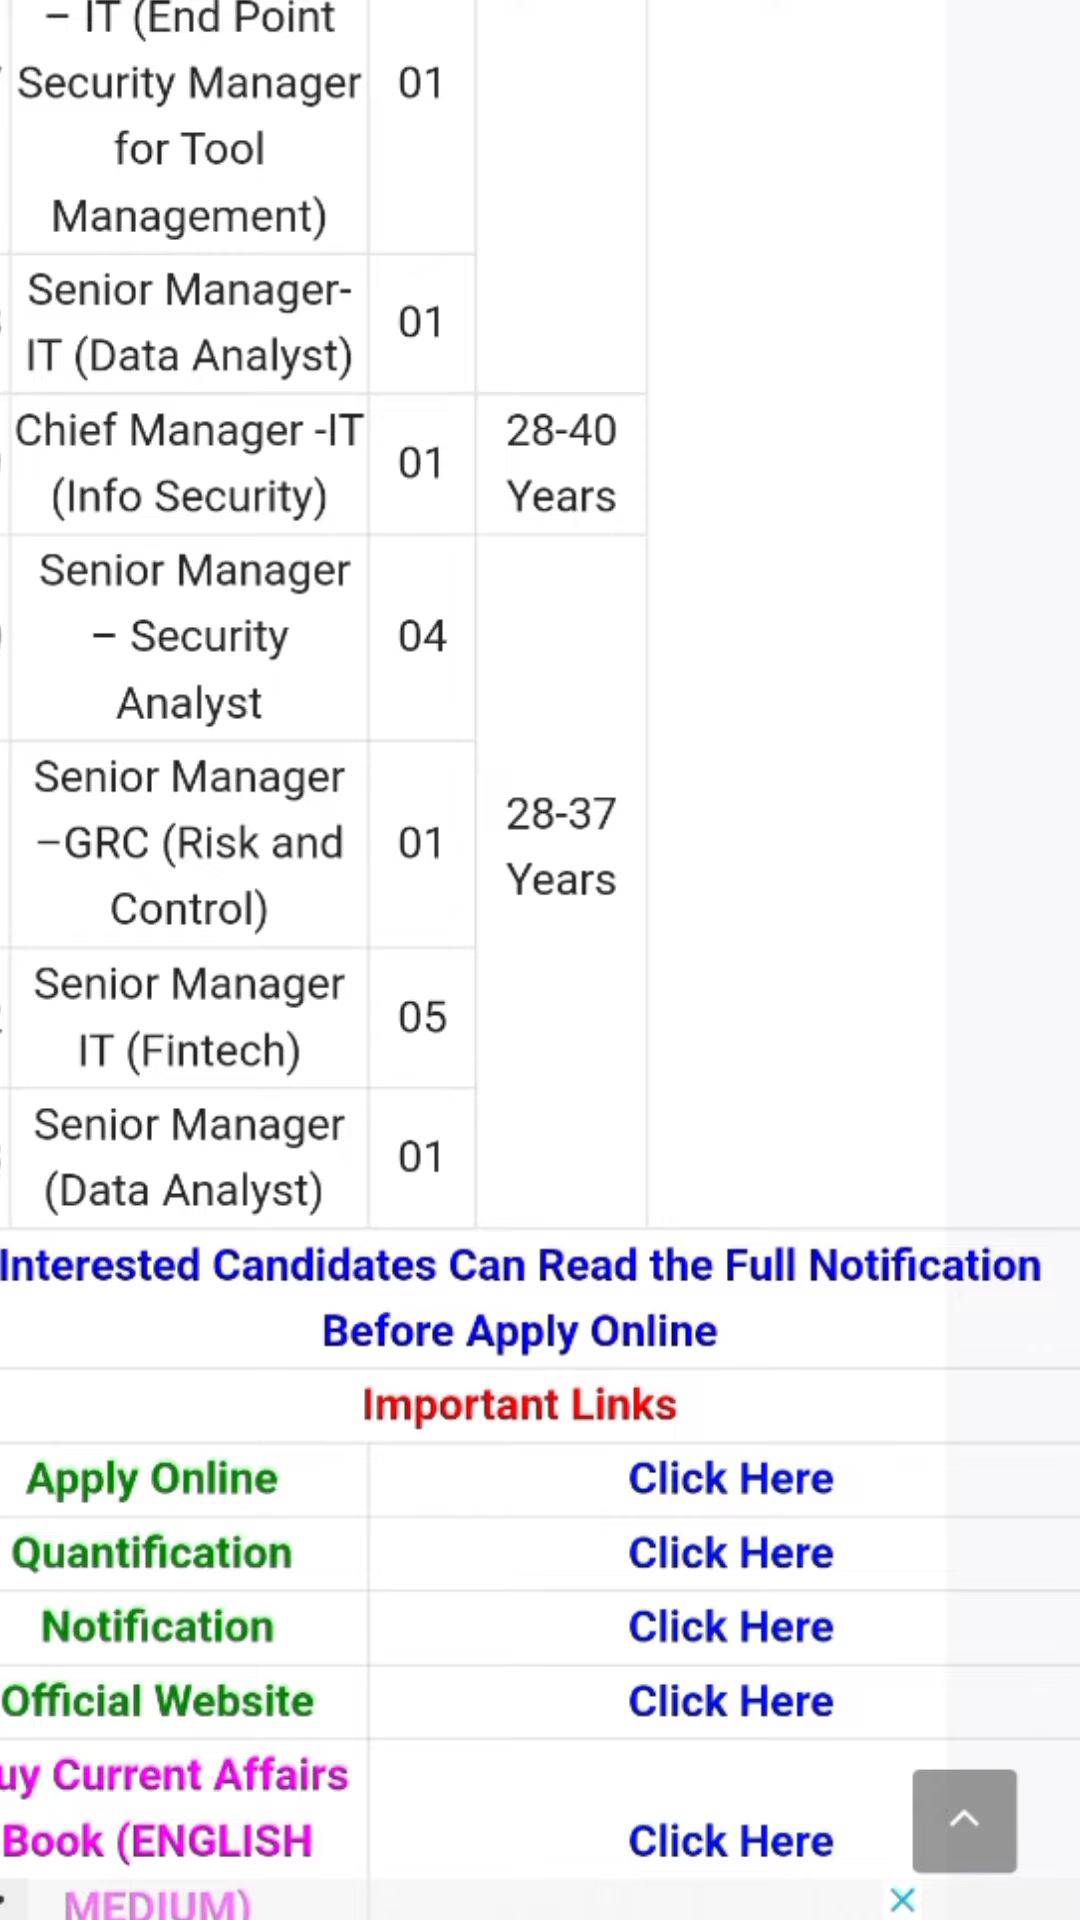 – IT (End Point
Security Manager
for Tool
Management)
01
Senior Manager-
IT (Data Analyst)
01
Chief Manager -IT
(Info Security)
01
28-40
Years
Senior Manager
– Security
Analyst
04
Senior Manager
–GRC (Risk and
Control)
01
28-37
Years
Senior Manager
IT (Fintech)
05
Senior Manager
(Data Analyst)
01
Interested Candidates Can Read the Full Notification
Before Apply Online
Important Links
Apply Online
Click Here
Quantification
Click Here
Notification
Click Here
Official Website
Click Here
uy Current Affairs
Book (ENGLISH
MEDIUM)
Click Here